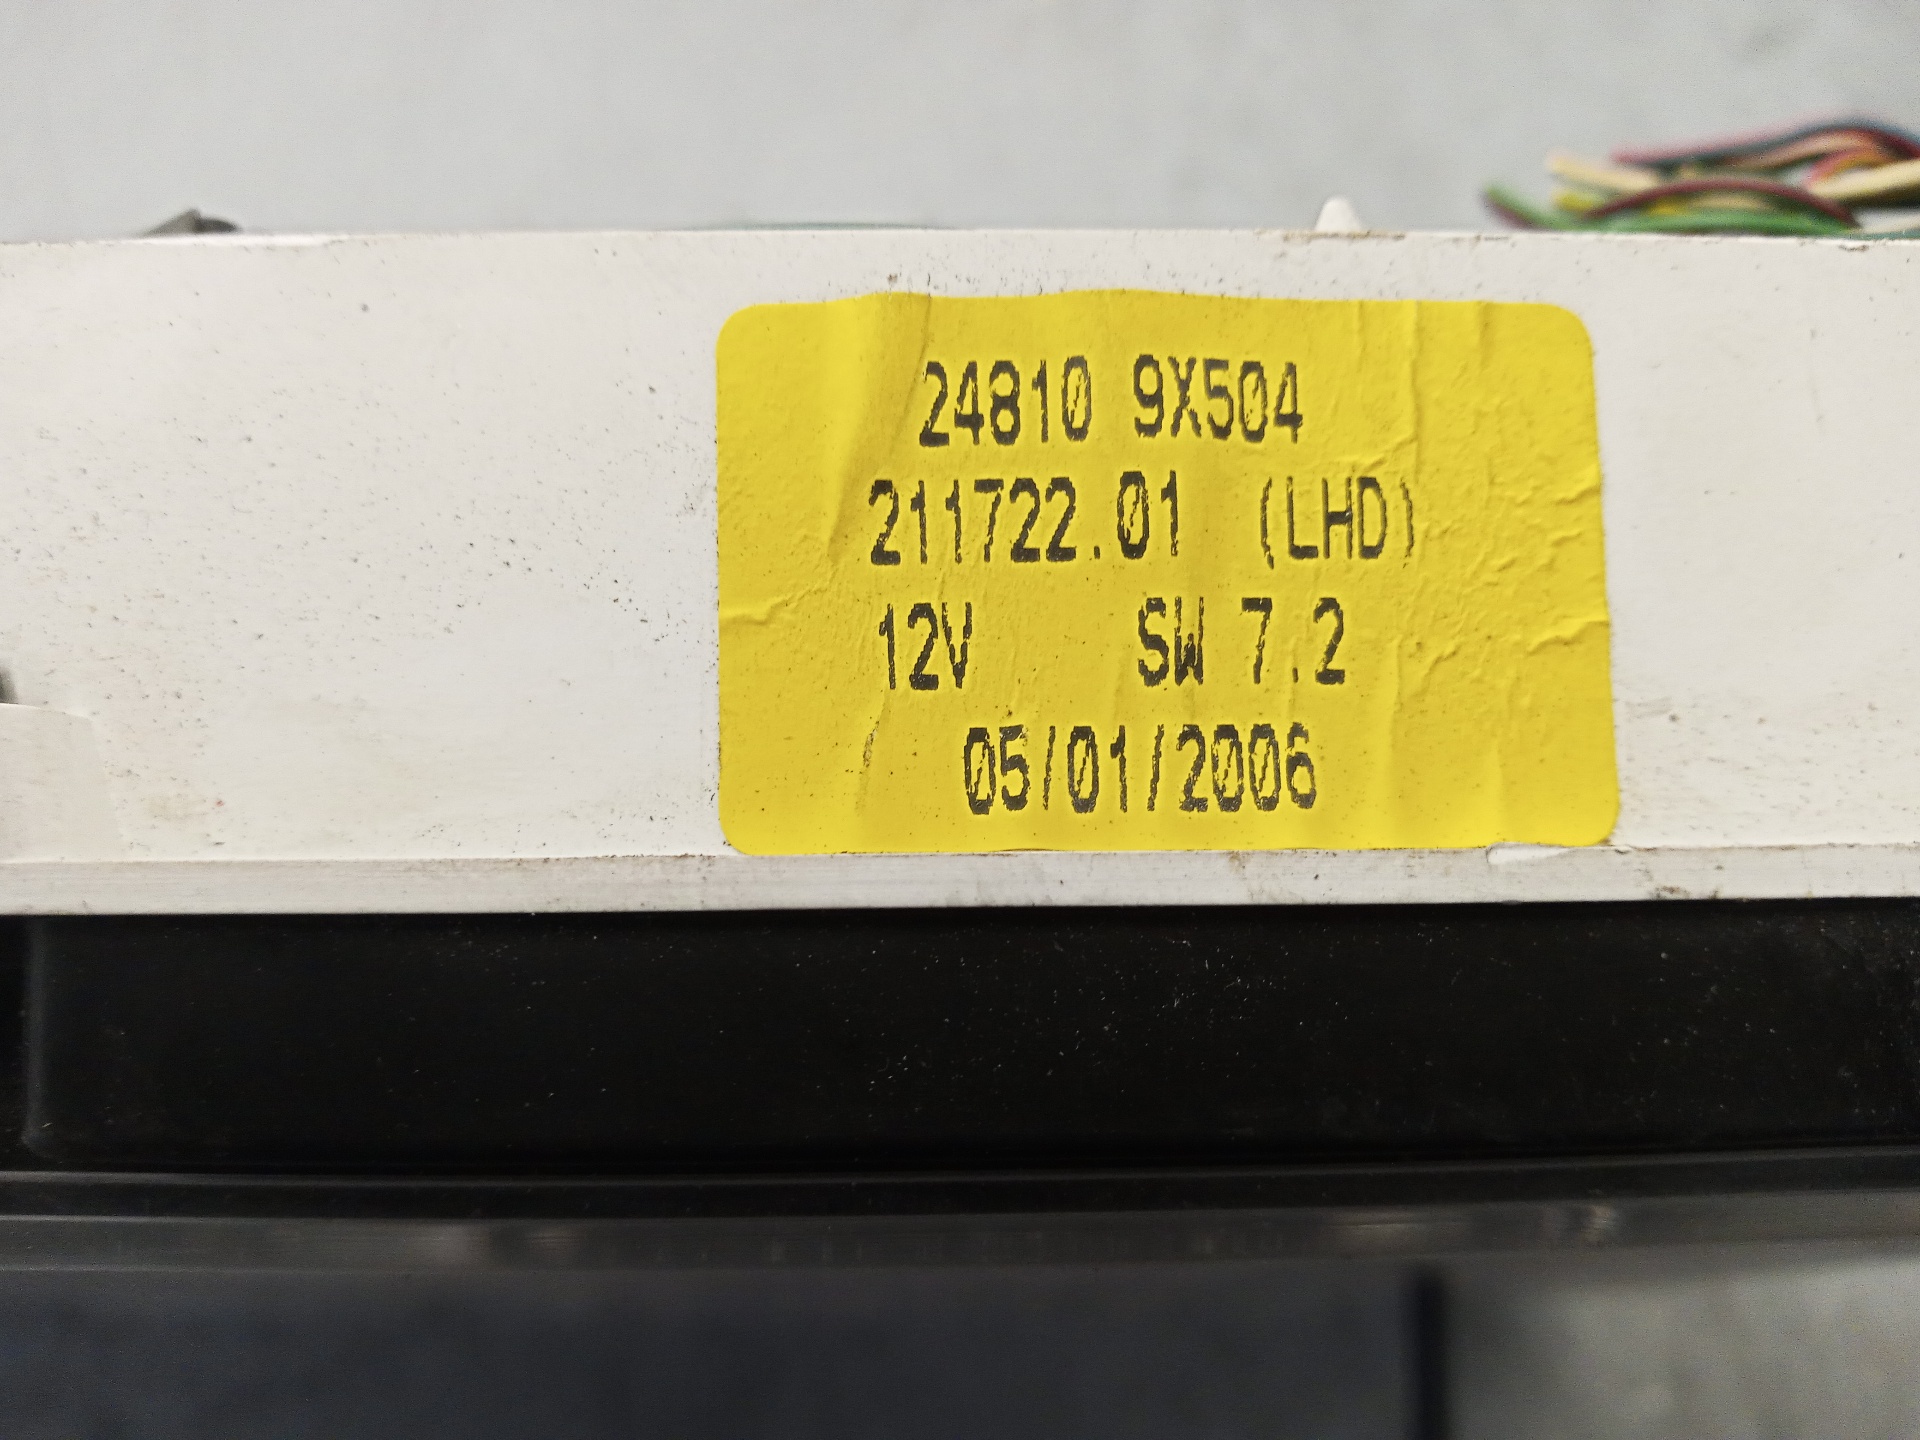 24810 9X504
211722.01 (LHD)
12V SW 7.2
05/01/2006